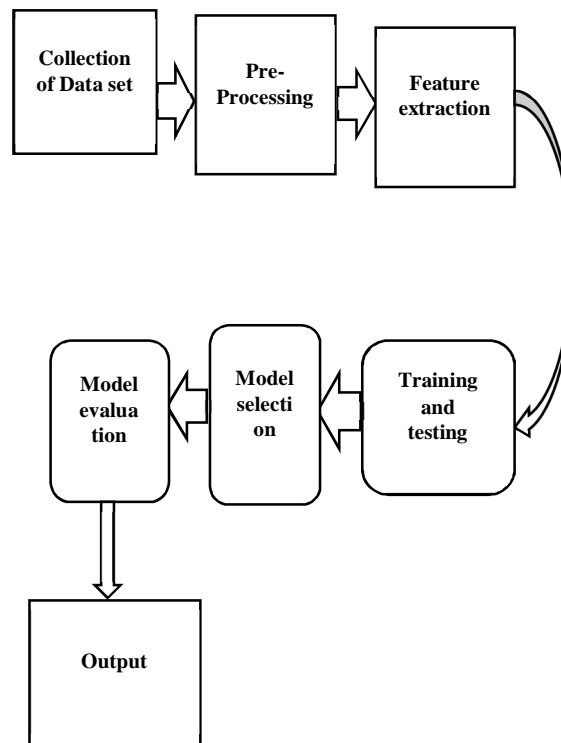 Collection
of Data set
Pre-
Processing
Feature
extraction
Training
and
testing
Model
selecti
on
Model
evalua
tion
Output